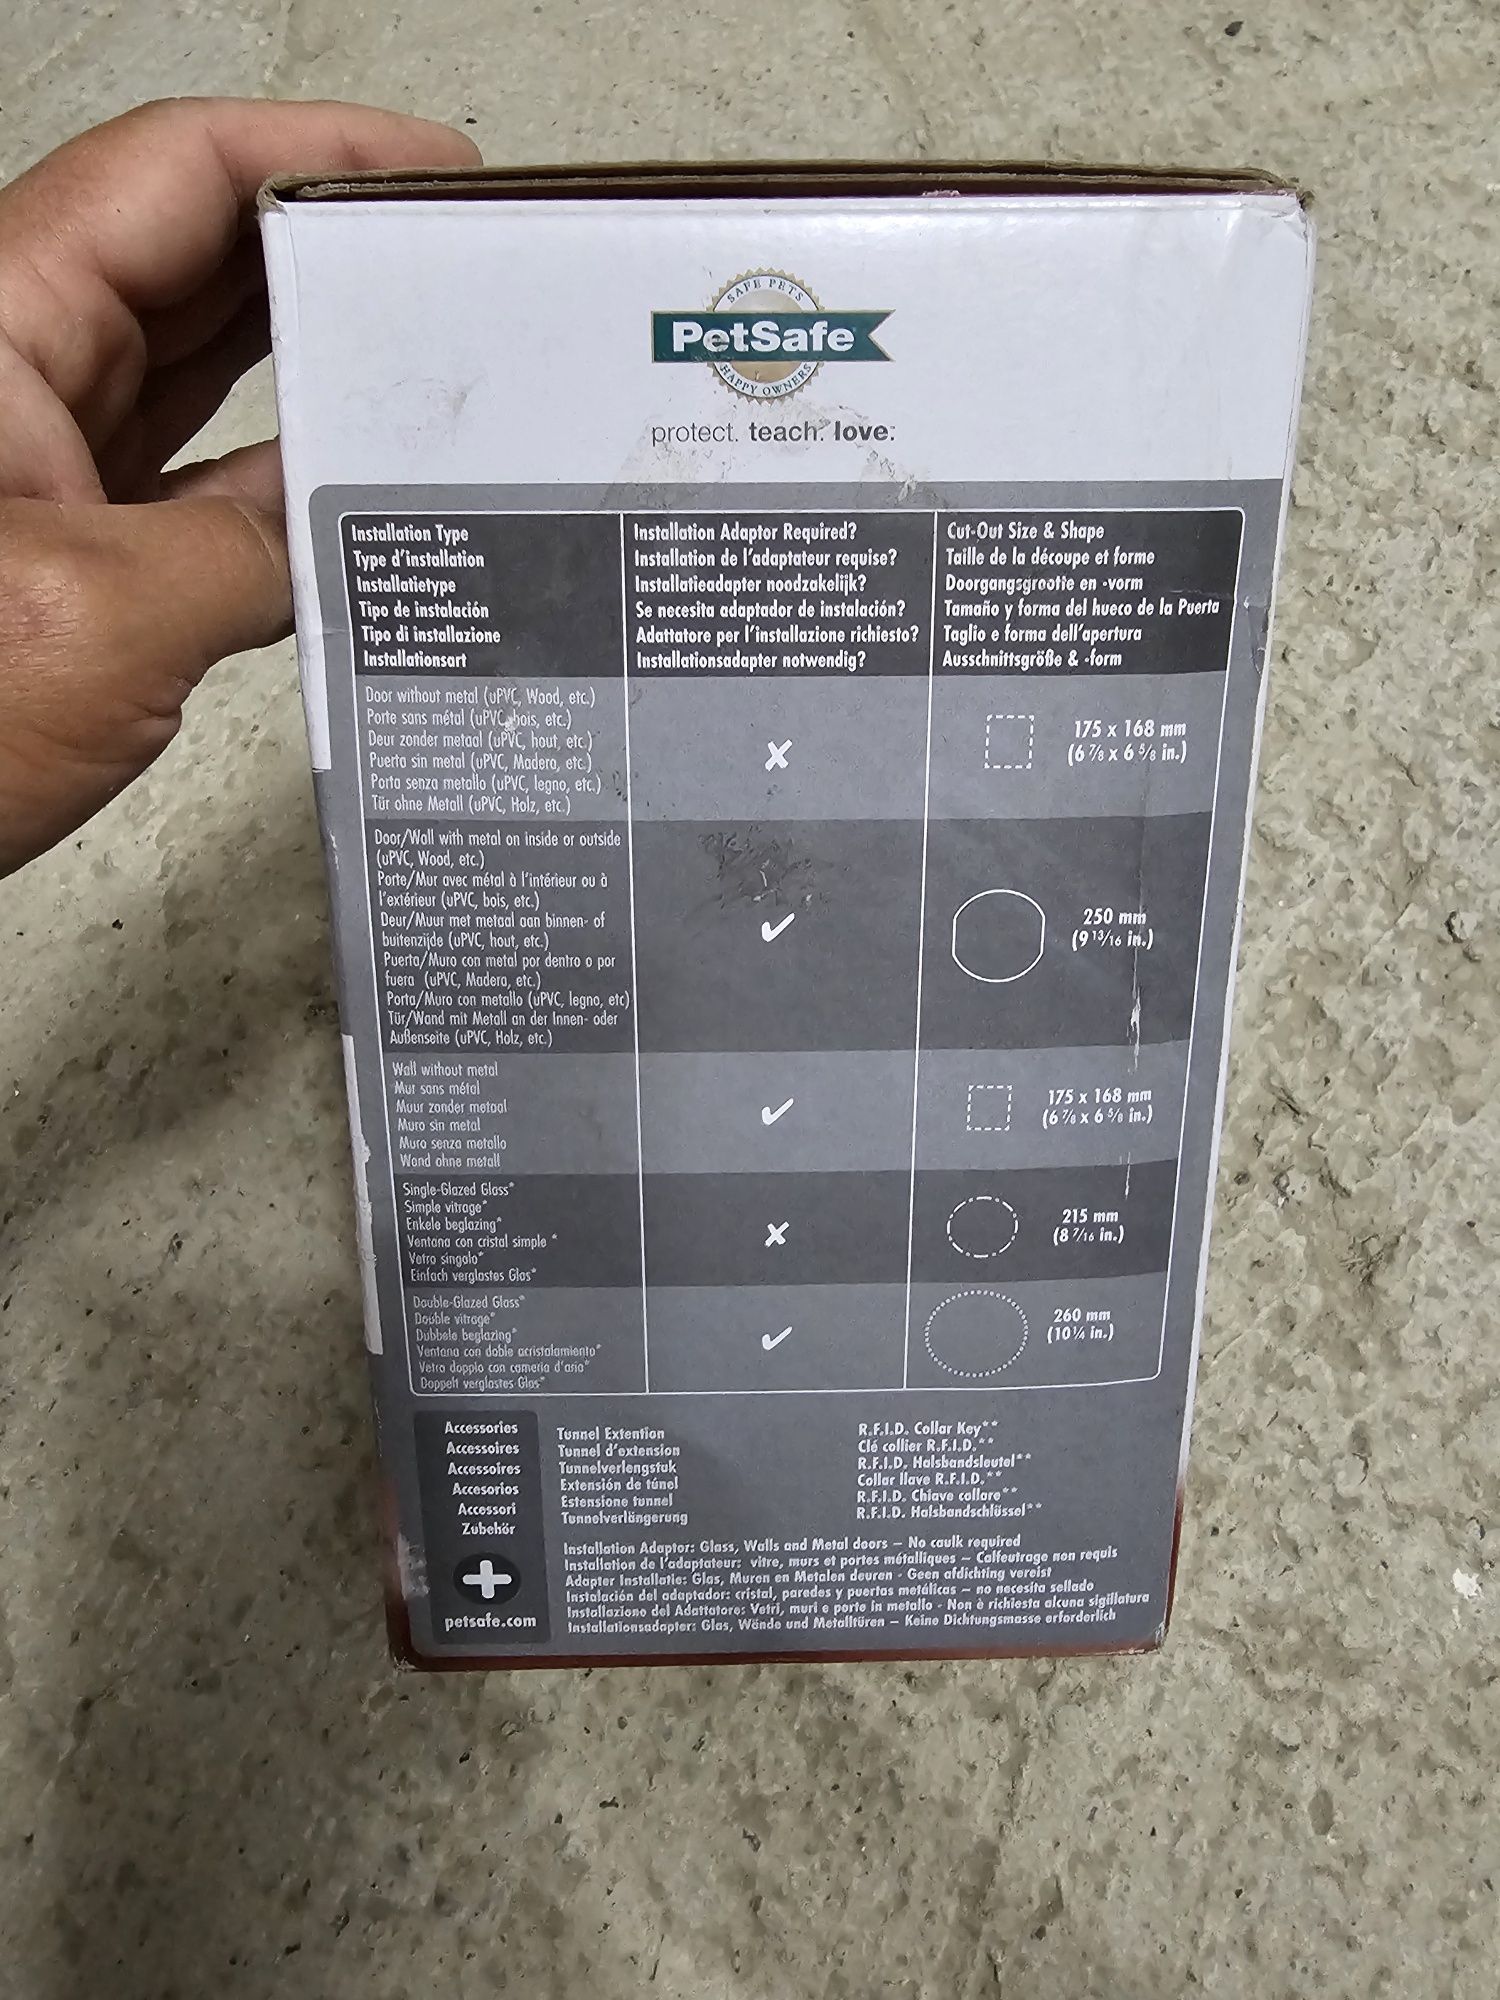 SAFE PETS
PetSafe
HAPPY OWNERS
protect. teach. love.
Installation Type
Type d'installation
Installatietype
Tipo de instalación
Tipo di installazione
Installationsart
Installation Adaptor Required?
Installation de l'adaptateur requise?
Installatieadapter noodzakelijk?
Se necesita adaptador de instalación?
Adattatore per l'installazione richiesto?
Installationsadapter notwendig?
Cut-Out Size & Shape
Taille de la découpe et forme
Doorgangsgrootte en -vorm
Tamaño y forma del hueco de la Puerta
Taglio e forma dell'apertura
Ausschnittsgröße & -form
Door without metal (uPVC, Wood, etc.)
Porte sans métal (uPVC, bois, etc.)
Deur zonder metaal (uPVC, hout, etc.)
Puerta sin metal (uPVC, Madera, etc.)
Porta senza metallo (uPVC, legno, etc.)
Tür ohne Metall (uPVC, Holz, etc.)
175 x 168 mm
(6 7/8 x 6 5/8 in.)
Door/Wall with metal on inside or outside
(uPVC, Wood, etc.)
Porte/Mur avec métal à l'intérieur ou à
l'extérieur (uPVC, bois, etc.)
Deur/Muur met metaal aan binnen- of
buitenzijde (uPVC, hout, etc.)
Puerta/Muro con metal por dentro o por
fuera (uPVC, Madera, etc.)
Porta/Muro con metallo (uPVC, legno, etc)
Tür/Wand mit Metall an der Innen- oder
Außenseite (uPVC, Holz, etc.)
250 mm
(9 13/16 in.)
Wall without metal
Mur sans métal
Muur zonder metaal
Muro sin metal
Muro senza metallo
Wand ohne metall
175 x 168 mm
(6 7/8 x 6 5/8 in.)
Single-Glazed Glass*
Simple vitrage*
Enkele beglazing*
Ventana con cristal simple *
Vetro singolo*
Einfach verglastes Glas*
215 mm
(8 7/16 in.)
Double-Glazed Glass*
Double vitrage*
Dubbele beglazing*
Ventana con doble acristalamiento*
Vetro doppio con cameria d'aria*
Doppelt verglastes Glas*
260 mm
(10 1/4 in.)
Accessories
Accessoires
Accessoires
Accesorios
Accessori
Zubehör
petsafe.com
Tunnel Extention
Tunnel d'extension
Tunnelverlengstuk
Extensión de túnel
Estensione tunnel
Tunnelverlängerung
R.F.I.D. Collar Key**
Clé collier R.F.I.D.**
R.F.I.D. Halsbandsleutel**
Collar llave R.F.I.D.**
R.F.I.D. Chiave collare**
R.F.I.D. Halsbandschlüssel**
Installation Adaptor: Glass, Walls and Metal doors – No caulk required
Installation de l'adaptateur: vitre, murs et portes métalliques – Calfeutrage non requis
Adapter Installatie: Glas, Muren en Metalen deuren - Geen afdichting vereist
Instalación del adaptador: cristal, paredes y puertas metálicas – no necesita sellado
Installazione del Adattatore: Vetri, muri e porte in metallo - Non è richiesta alcuna sigillatura
Installationsadapter: Glas, Wände und Metalltüren – Keine Dichtungsmasse erforderlich